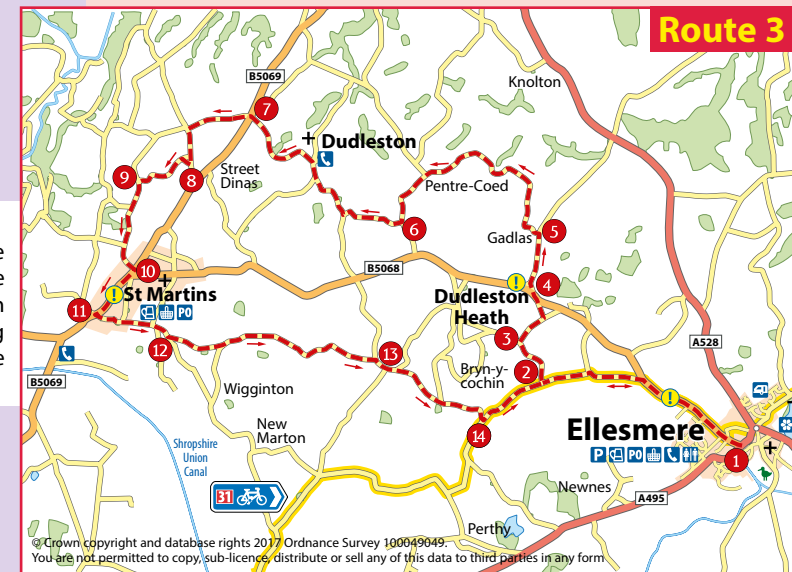 Route 3
Knolton
B5069
7
Dudleston
9
8
Street
Dinas
Pentre-Coed
6
Gadlas
5
B5068
10
St Martins
PO
11
4
Dudleston
Heath
3
12
13
A528
Bryn-y-
cochin
2
B5069
Wigginton
New
Marton
14
Ellesmere
P
PO
1
Shropshire
Union
Canal
31
Newnes
A495
Perthy
© Crown copyright and database rights 2017 Ordnance Survey 100049049.
You are not permitted to copy, sub-licence, distribute or sell any of this data to third parties in any form
e
e
n
g
e